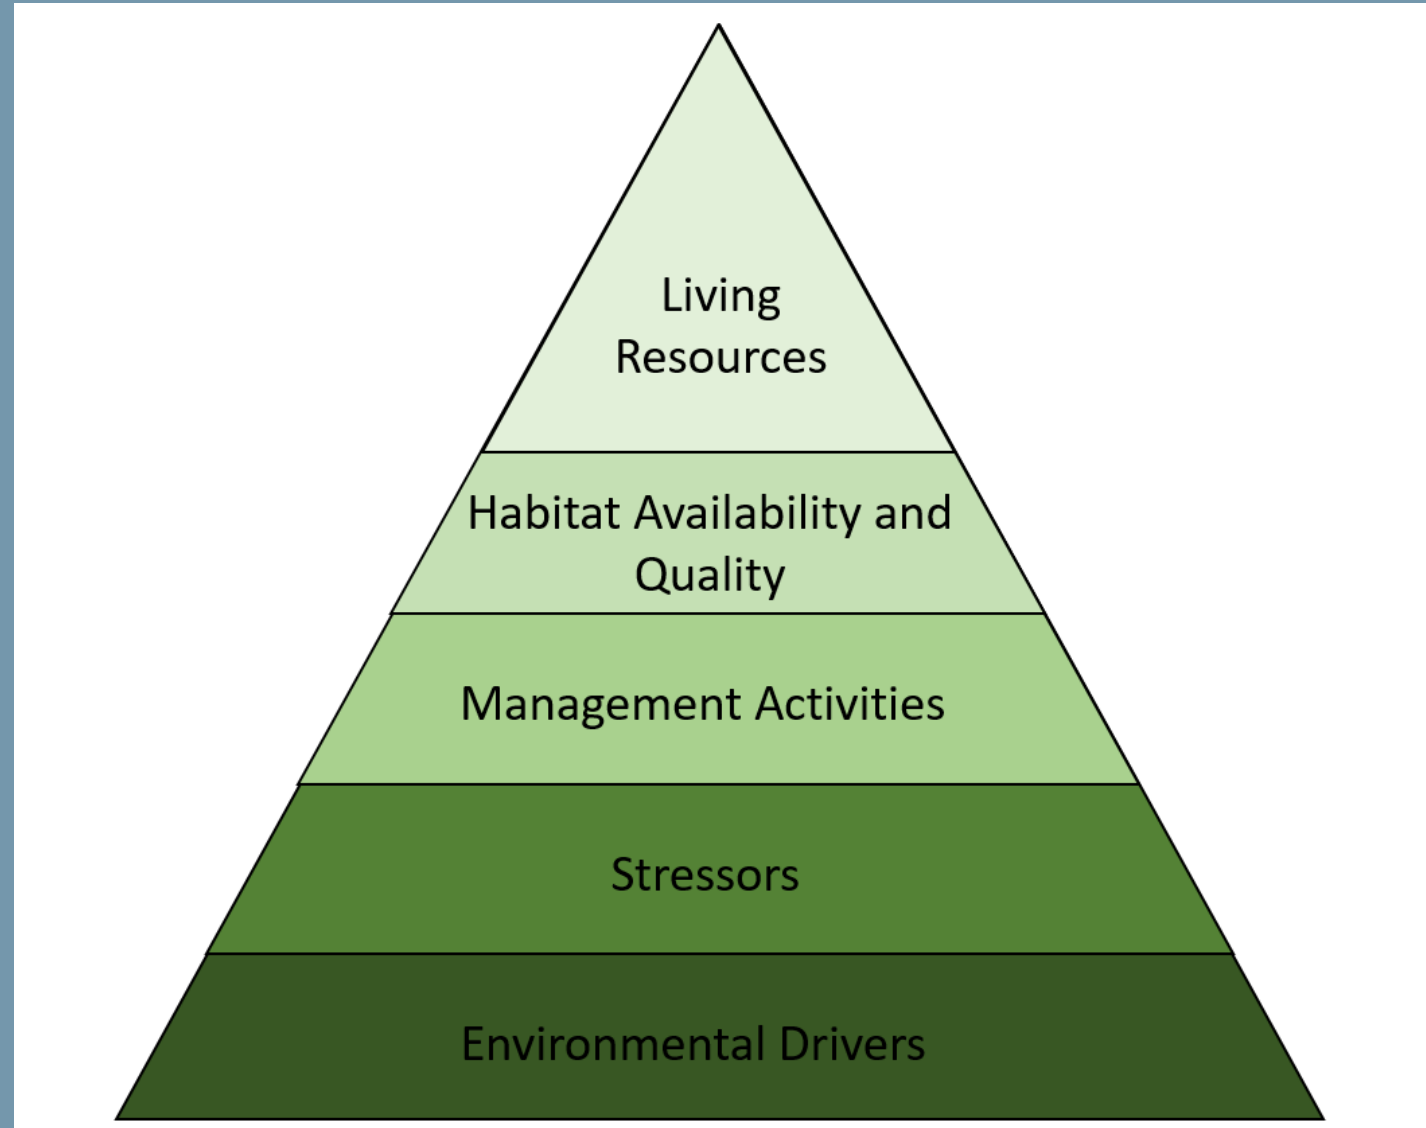 Living
Resources
Habitat Availability and
Quality
Management Activities
Stressors
Environmental Drivers